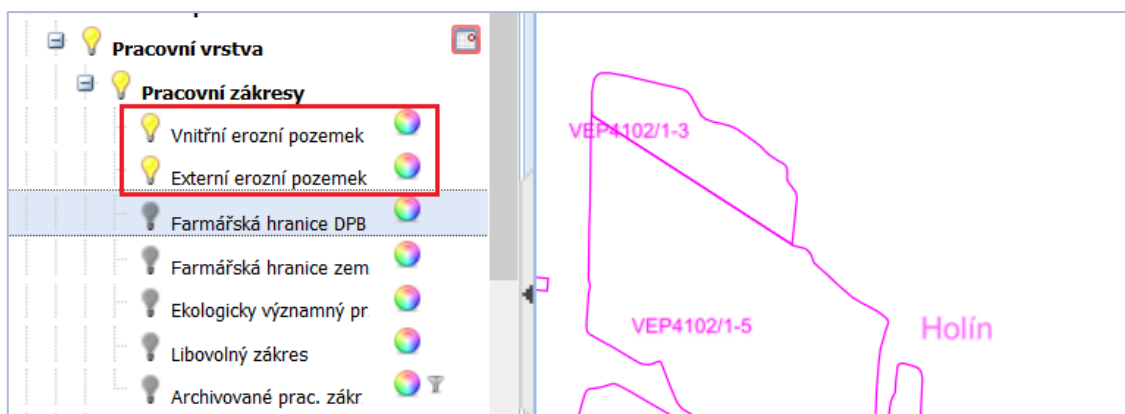 Pracovní vrstva
Pracovní zákresy
Vnitřní erozní pozemek
Externí erozní pozemek
Farmářská hranice DPB
Farmářská hranice zem
Ekologicky významný pr
Libovolný zákres
Archivované prac. zákr
VEP4102/1-3
VEP4102/1-5
Holín